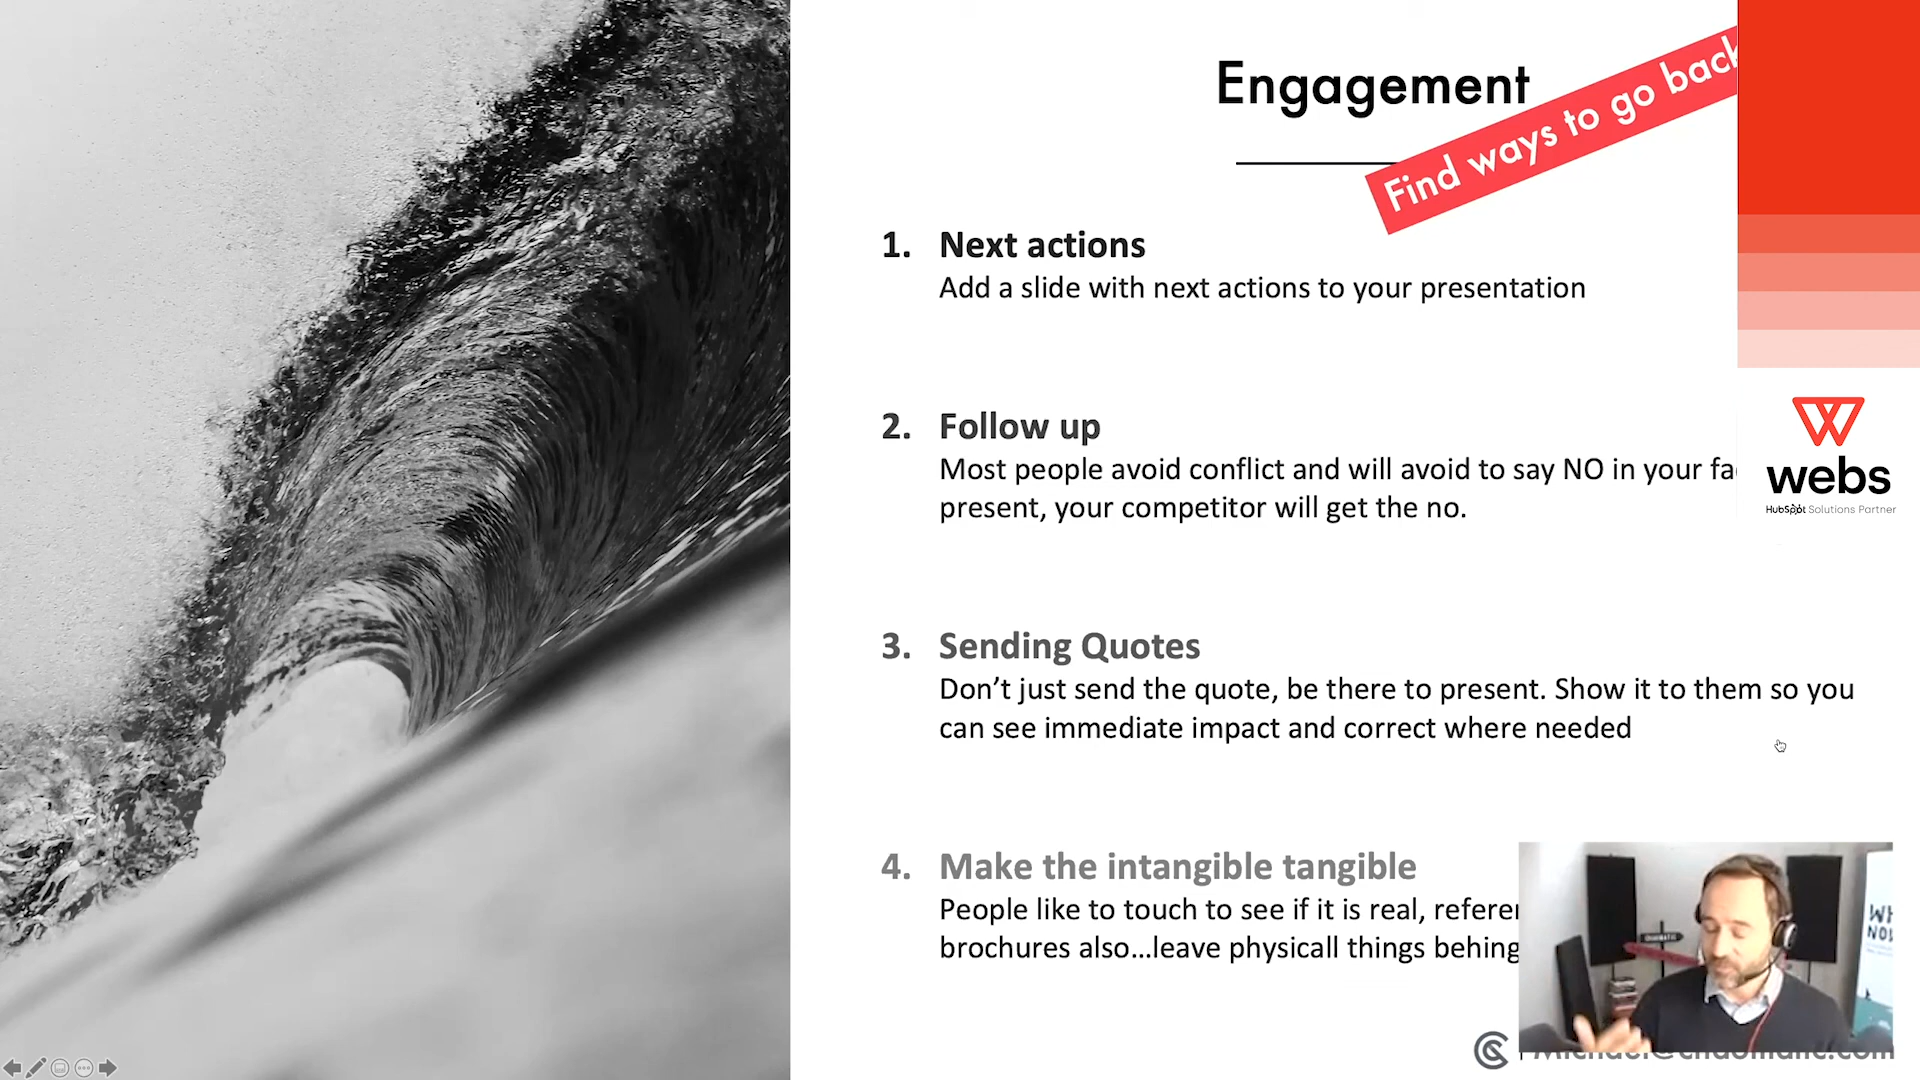 Engagement
Find ways to go back
1. Next actions
Add a slide with next actions to your presentation
2. Follow up
Most people avoid conflict and will avoid to say NO in your
present, your competitor will get the no.
webs
HubSpot Solutions Partner
3. Sending Quotes
Don’t just send the quote, be there to present. Show it to them so you
can see immediate impact and correct where needed
4. Make the intangible tangible
People like to touch to see if it is real,
brochures also...leave physicall things behing